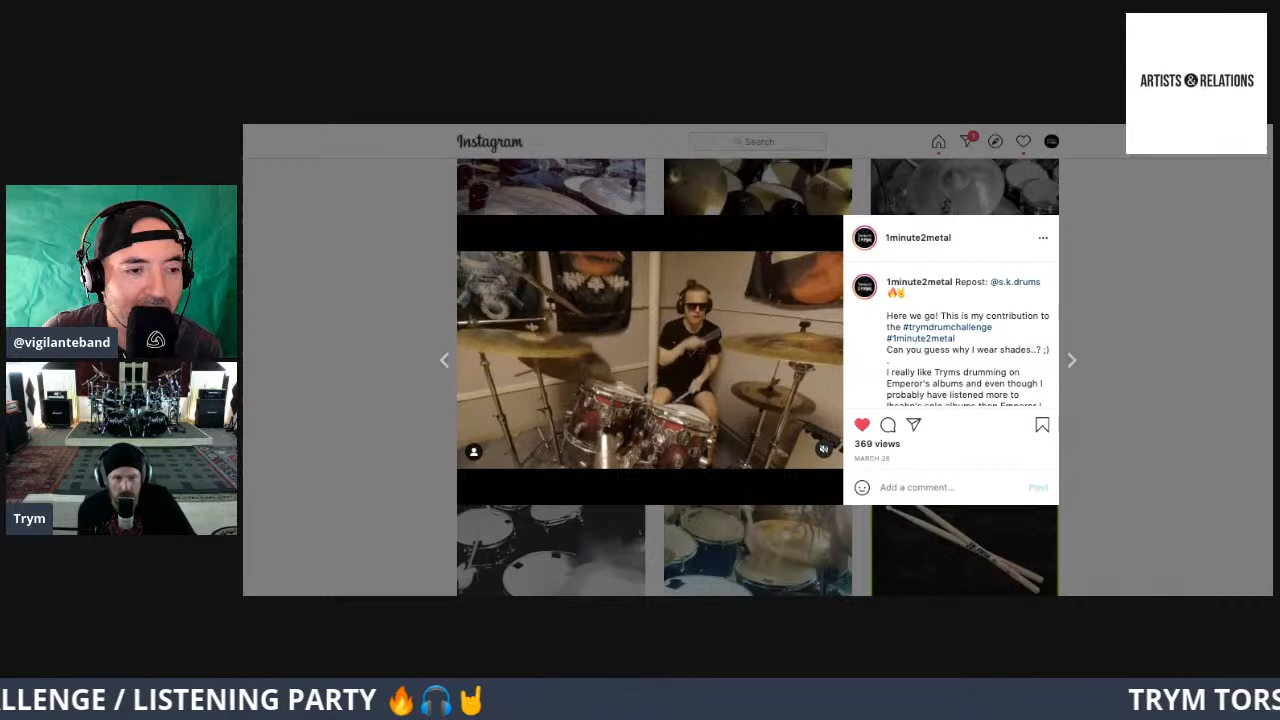 ARTISTS & RELATIONS
Instagram
Search
1
1minute2metal
1minute2metal Repost: @s.k.drums
🔥🤘
Here we go! This is my contribution to
the #trymdrumchallenge
#1minute2metal
Can you guess why I wear shades..? ;)
.
I really like Tryms drumming on
Emperor's albums and even though I
probably have listened more to
369 views
MARCH 26
Add a comment...
Post
@vigilanteband
Trym
ALLENGE / LISTENING PARTY 🔥🎧🤘
TRYM TORS